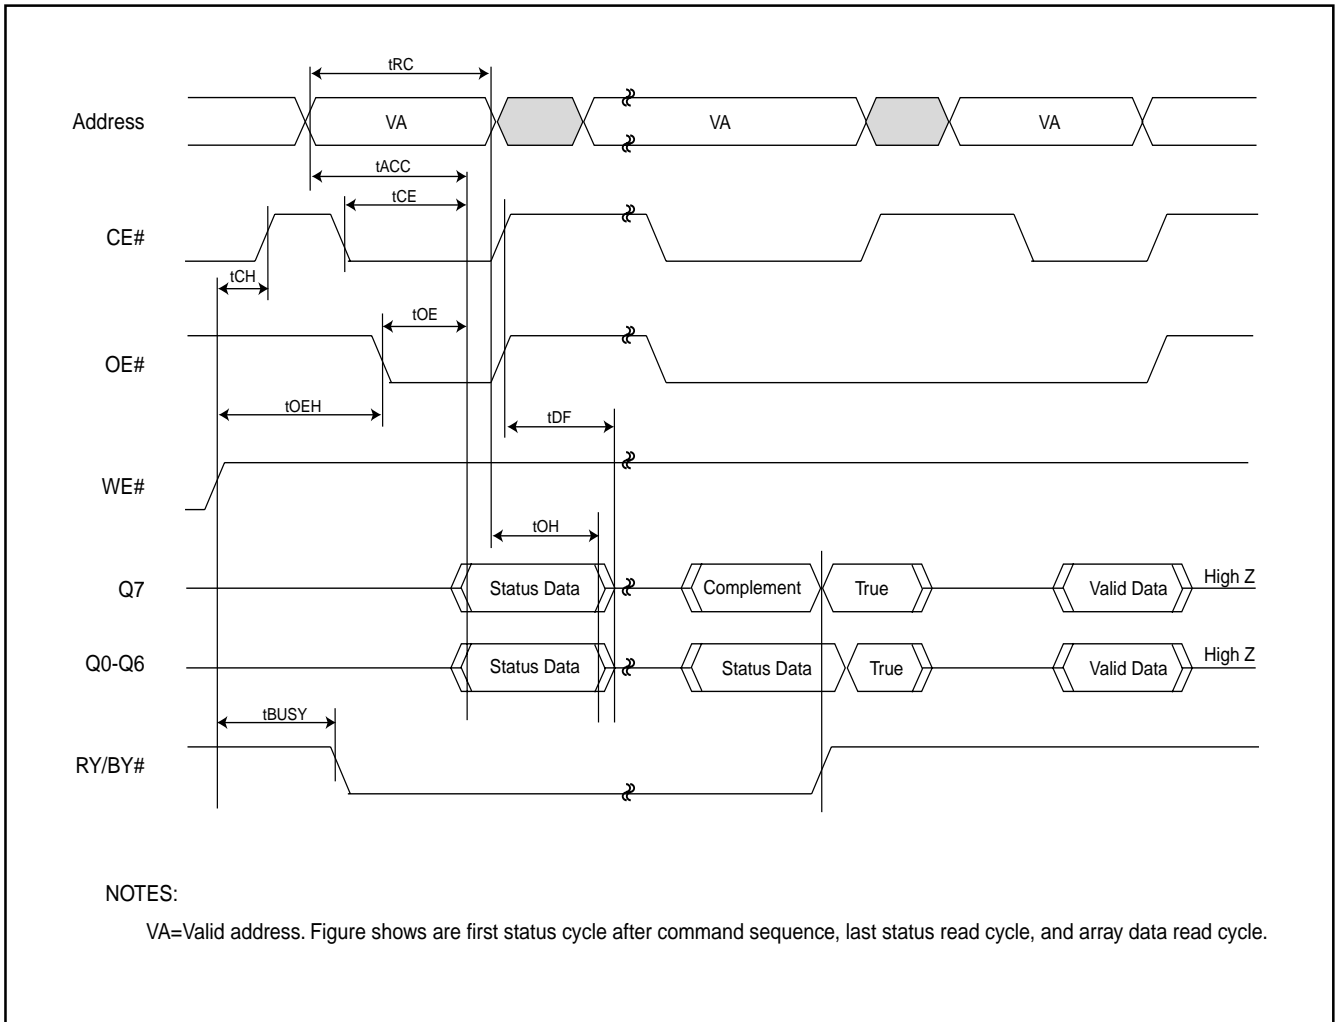 tRC
Address VA VA VA
tACC
tCE
CE#
tCH
tOE
OE#
tOEH
tDF
WE#
tOH
Q7 Status Data Complement True Valid Data High Z
Q0-Q6 Status Data Status Data True Valid Data High Z
tBUSY
RY/BY#
NOTES:
VA=Valid address. Figure shows are first status cycle after command sequence, last status read cycle, and array data read cycle.